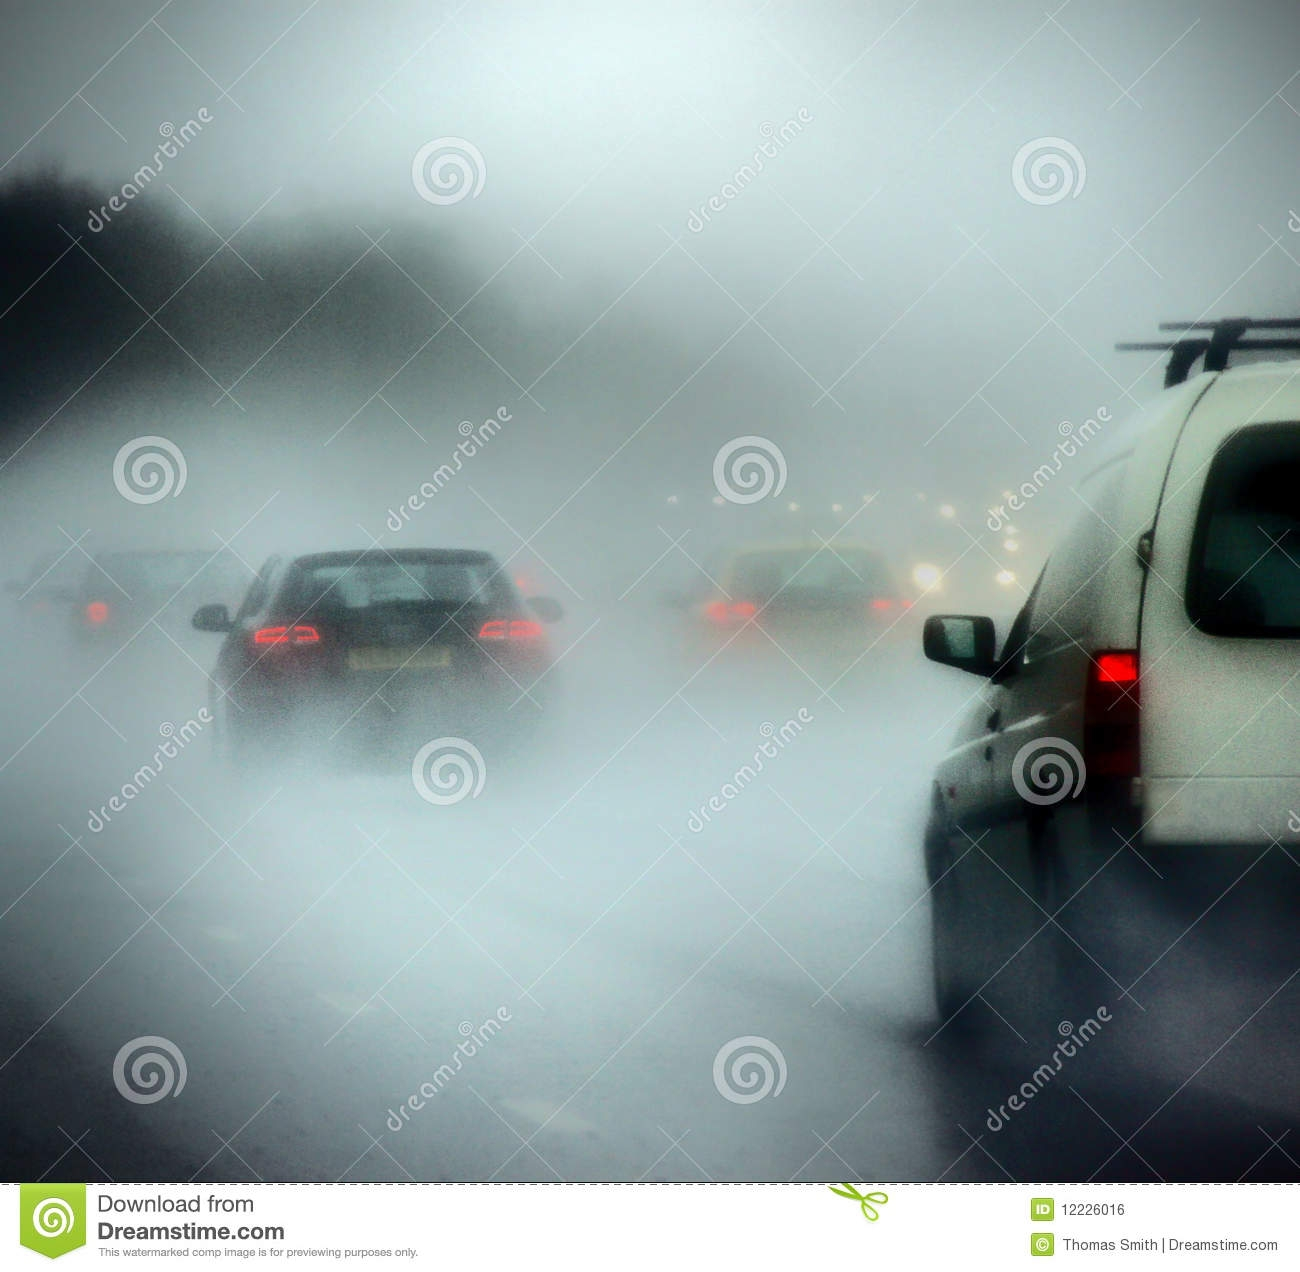 dreamstime
dreamstime
dreamstime
dreamstime
dreamstime
dreamstime
dreamstime
dreamstime
Download from
Dreamstime.com
This watermarked comp image is for previewing purposes only.
ID 12226016
© Thomas Smith | Dreamstime.com